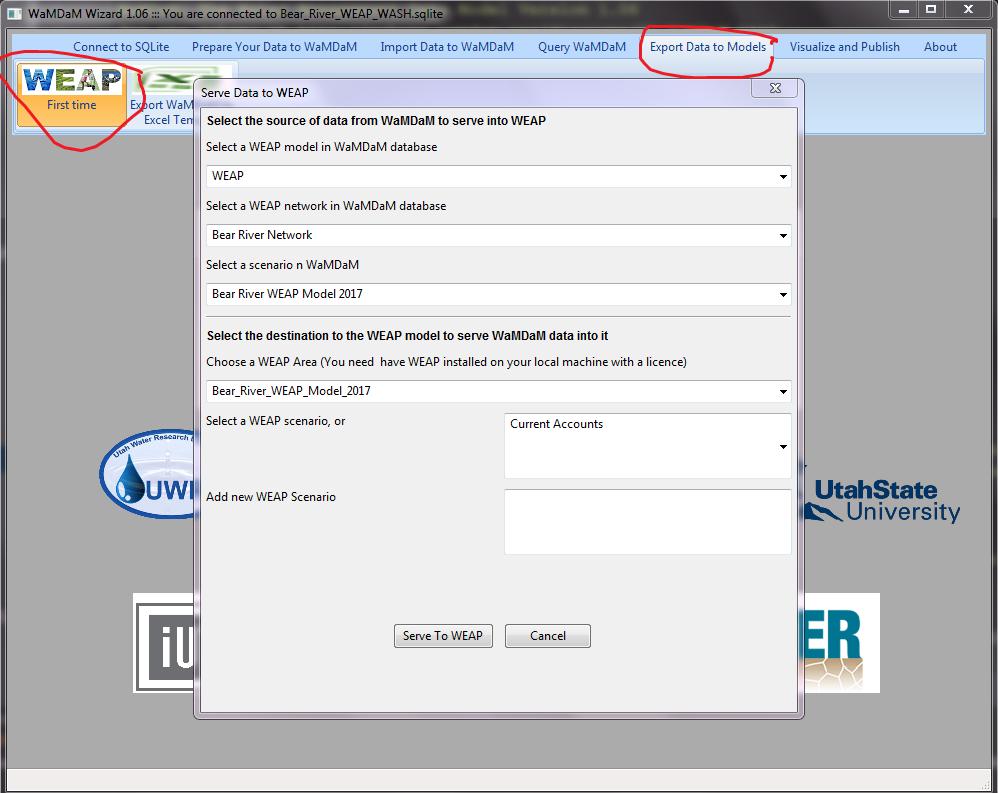 WaMDaM Wizard 1.06 ::: You are connected to Bear_River_WEAP_WASH.sqlite
Connect to SQLite Prepare Your Data to WaMDaM Import Data to WaMDaM Query WaMDaM Export Data to Models Visualize and Publish About
WEAP
First time
Export WaM
Excel Tem
Serve Data to WEAP
Select the source of data from WaMDaM to serve into WEAP
Select a WEAP model in WaMDaM database
WEAP
Select a WEAP network in WaMDaM database
Bear River Network
Select a scenario n WaMDaM
Bear River WEAP Model 2017
Select the destination to the WEAP model to serve WaMDaM data into it
Choose a WEAP Area (You need  have WEAP installed on your local machine with a licence)
Bear_River_WEAP_Model_2017
Select a WEAP scenario, or
Current Accounts
Add new WEAP Scenario
Utah Water Research
UW
UtahState
University
iU
ER
Serve To WEAP
Cancel